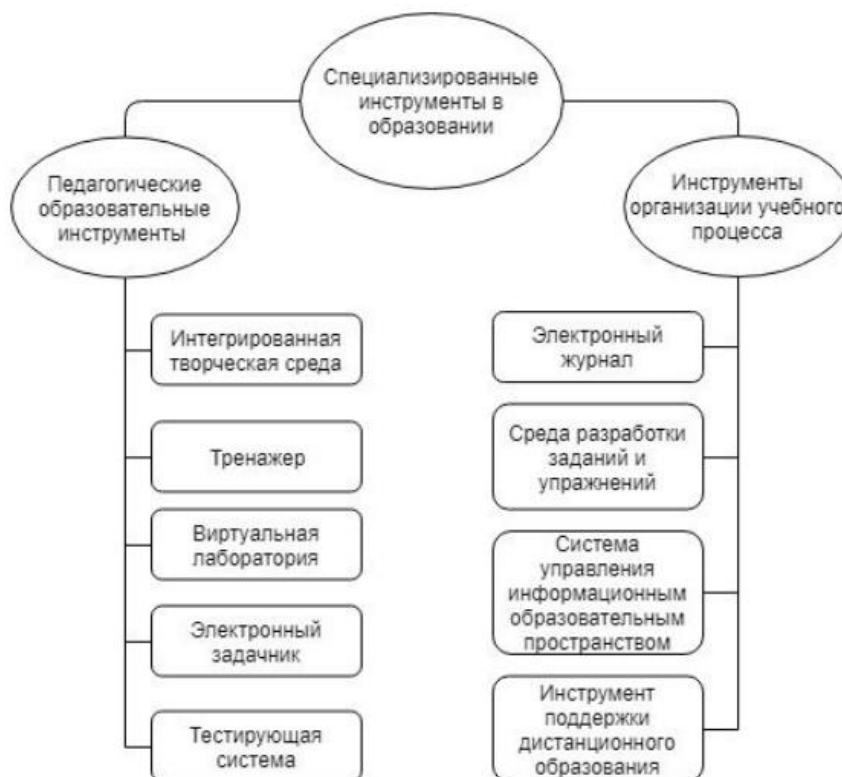 Специализированные
инструменты в
образовании
Педагогические
образовательные
инструменты
Инструменты
организации учебного
процесса
Интегрированная
творческая среда
Тренажер
Виртуальная
лаборатория
Электронный
задачник
Тестирующая
система
Электронный
журнал
Среда разработки
заданий и
упражнений
Система
управления
информационным
образовательным
пространством
Инструмент
поддержки
дистанционного
образования